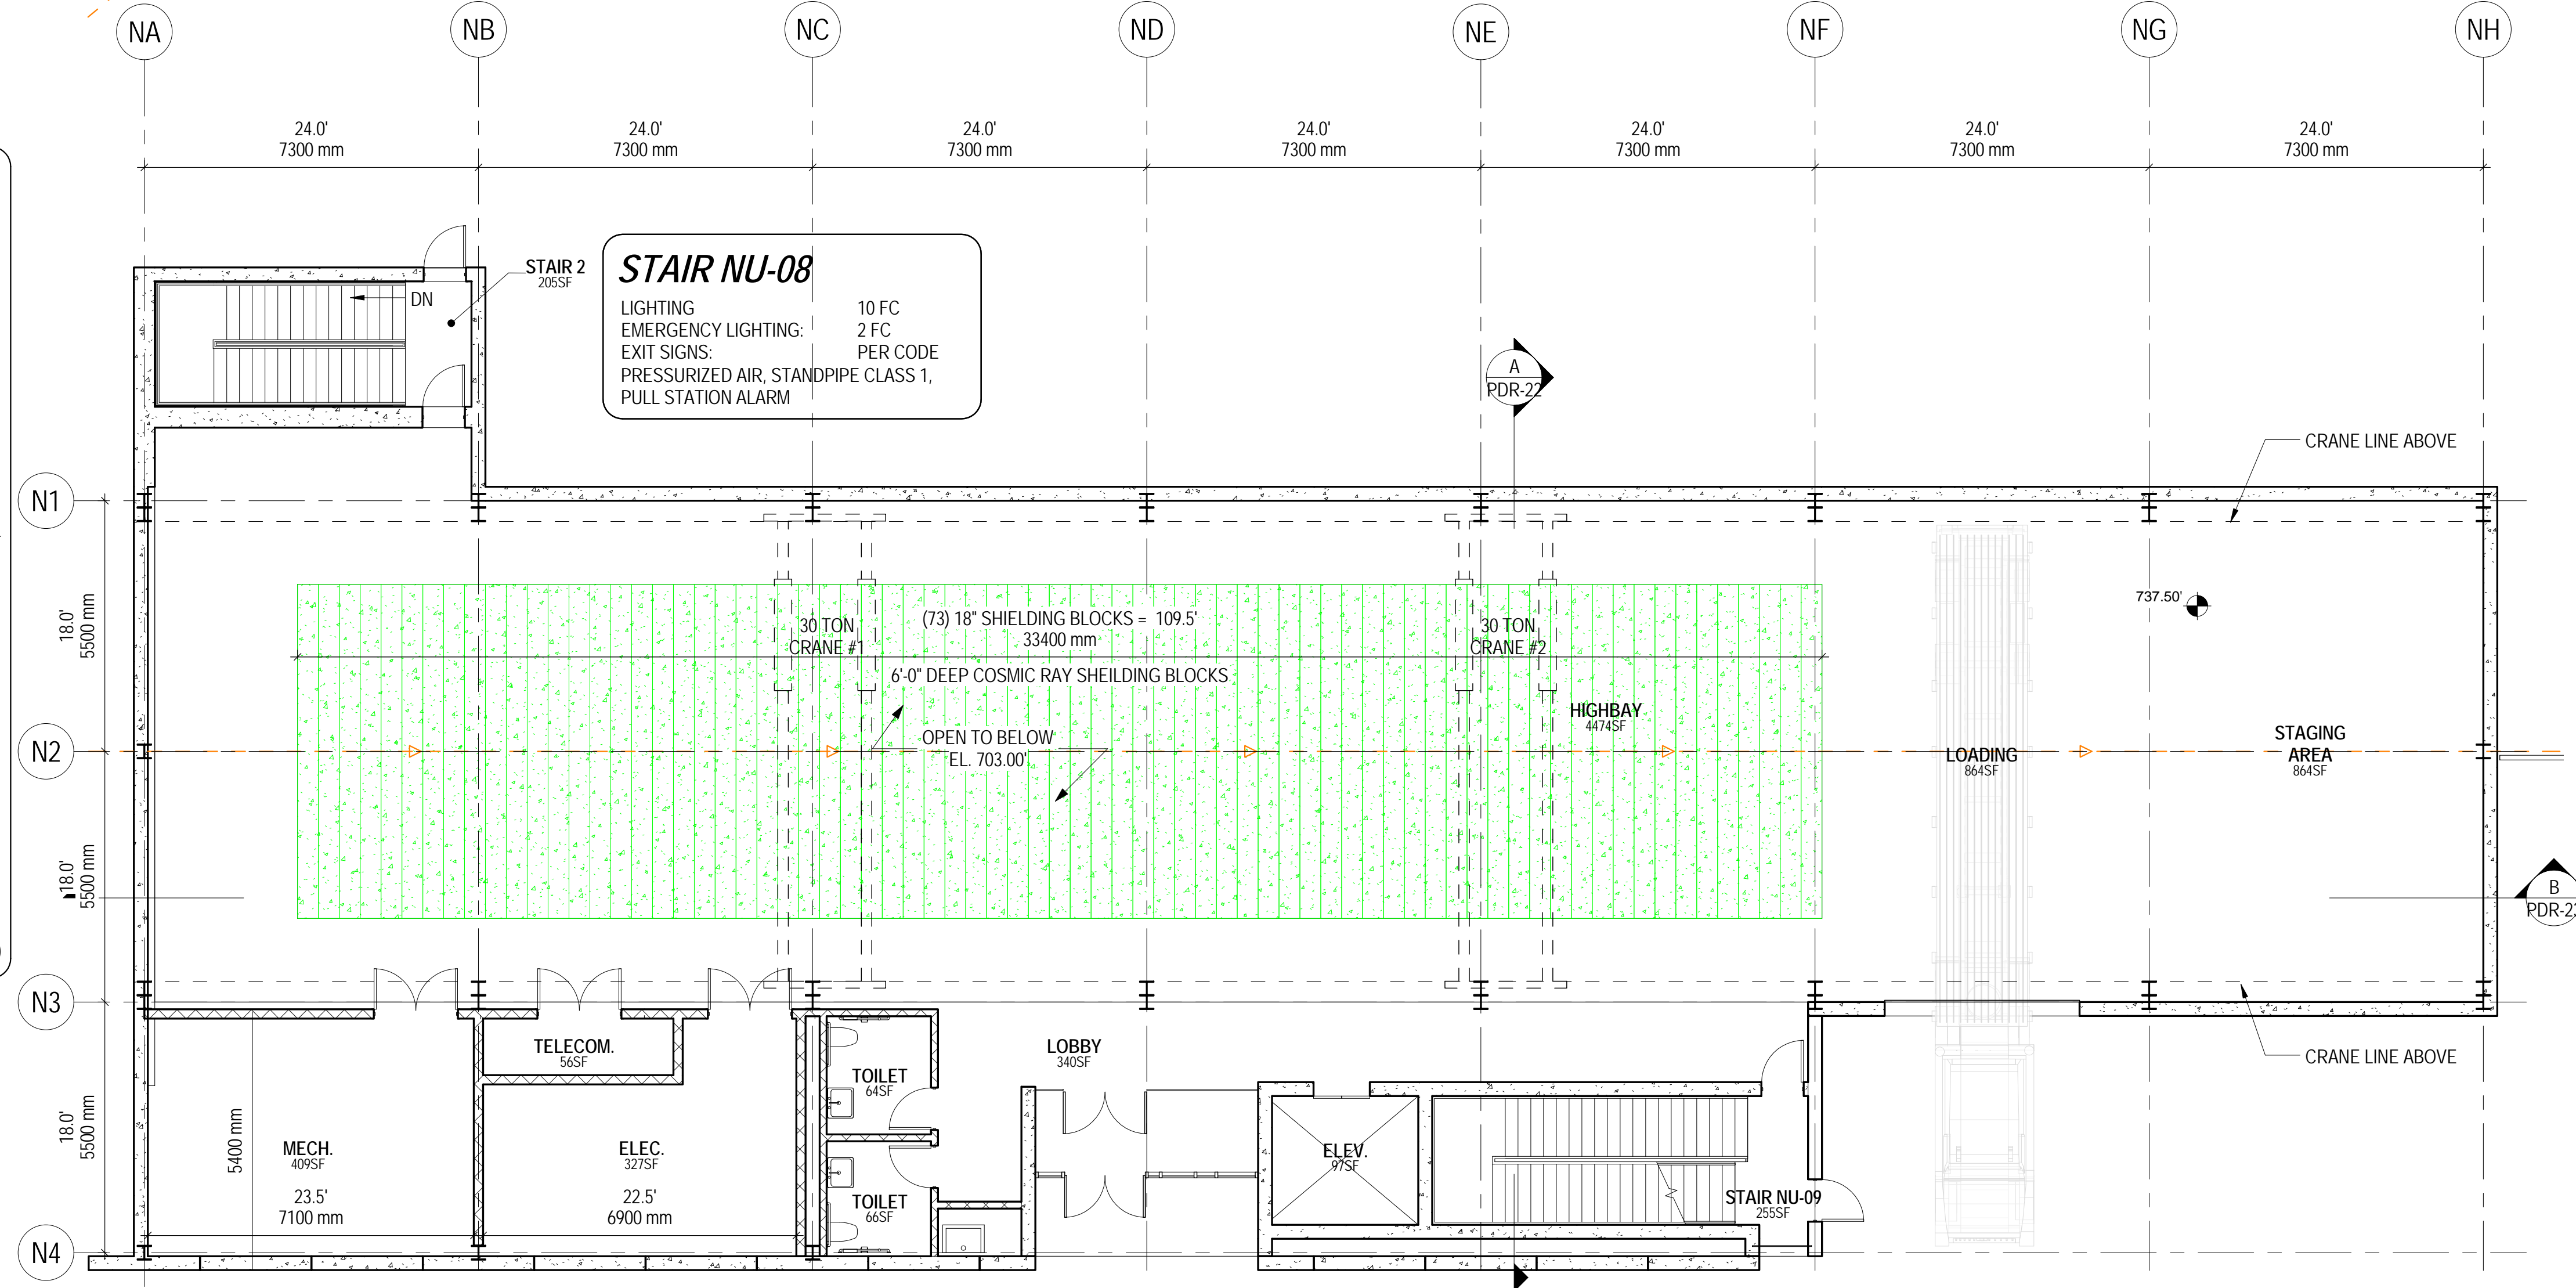 NA
NB
NC
ND
NE
NF
NG
NH
24.0'
7300 mm
24.0'
7300 mm
24.0'
7300 mm
24.0'
7300 mm
24.0'
7300 mm
24.0'
7300 mm
24.0'
7300 mm
STAIR 2
205SF
DN
STAIR NU-08
LIGHTING 10 FC
EMERGENCY LIGHTING: 2 FC
EXIT SIGNS: PER CODE
PRESSURIZED AIR, STANDPIPE CLASS 1,
PULL STATION ALARM
A
PDR-22
CRANE LINE ABOVE
N1
18.0'
5500 mm
737.50'
30 TON
CRANE #1
(73) 18" SHIELDING BLOCKS = 109.5'
33400 mm
6'-0" DEEP COSMIC RAY SHEILDING BLOCKS
30 TON
CRANE #2
HIGHBAY
4474SF
N2
OPEN TO BELOW
EL. 703.00'
LOADING
864SF
STAGING
AREA
864SF
18.0'
5500 mm
B
N3
CRANE LINE ABOVE
18.0'
5500 mm
5400 mm
TELECOM.
56SF
TOILET
64SF
LOBBY
340SF
MECH.
409SF
23.5'
7100 mm
ELEC.
327SF
22.5'
6900 mm
TOILET
66SF
ELEV.
97SF
STAIR NU-09
255SF
N4